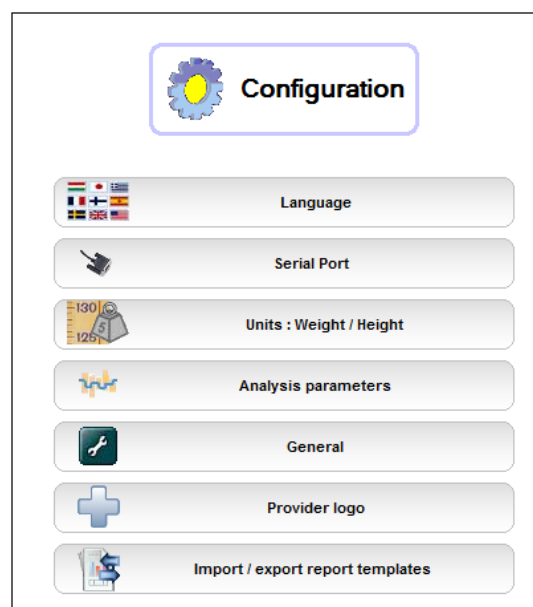 Configuration
Language
Serial Port
130
5
125
Units : Weight / Height
Analysis parameters
General
Provider logo
Import / export report templates